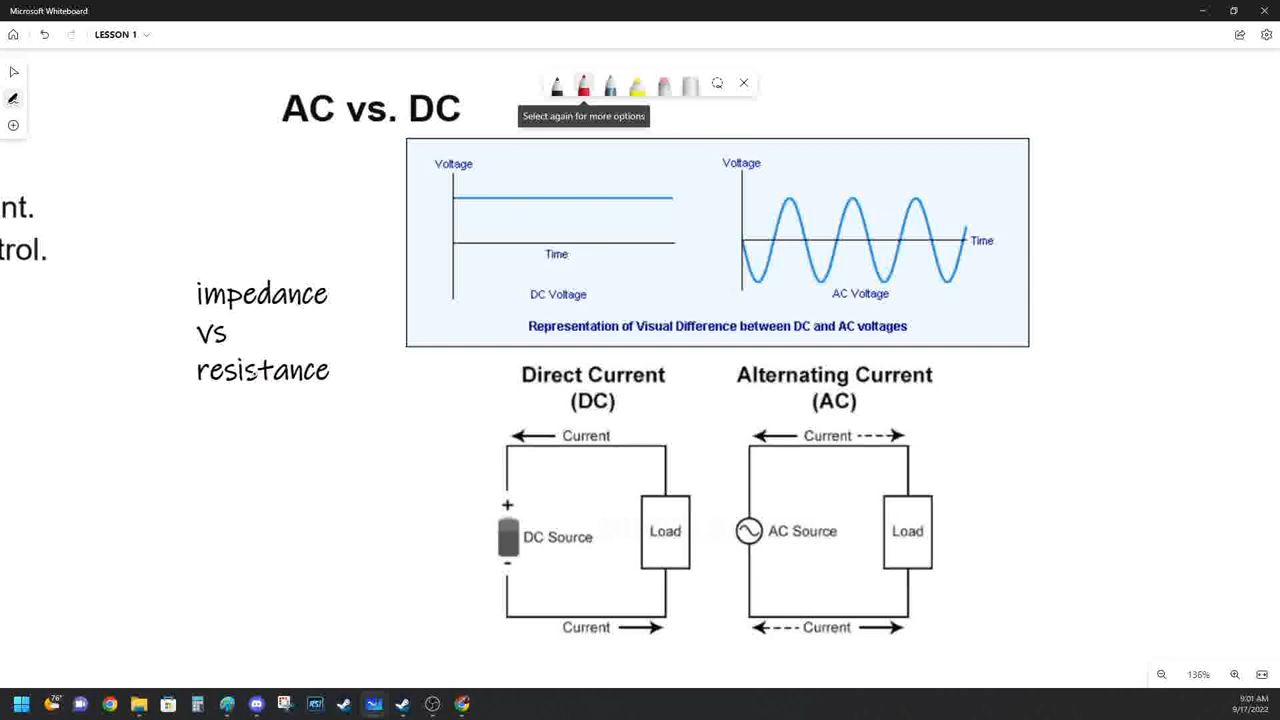 Microsoft Whiteboard
LESSON 1
AC vs. DC
Select again for more options
nt.
trol.
impedance
vs
resistance
Voltage
Time
DC Voltage
Voltage
Time
AC Voltage
Representation of Visual Difference between DC and AC voltages
Direct Current
(DC)
Current
+
DC Source
-
Load
Current
Alternating Current
(AC)
Current
AC Source
Load
Current
136%
76°
9:01 AM
9/17/2022